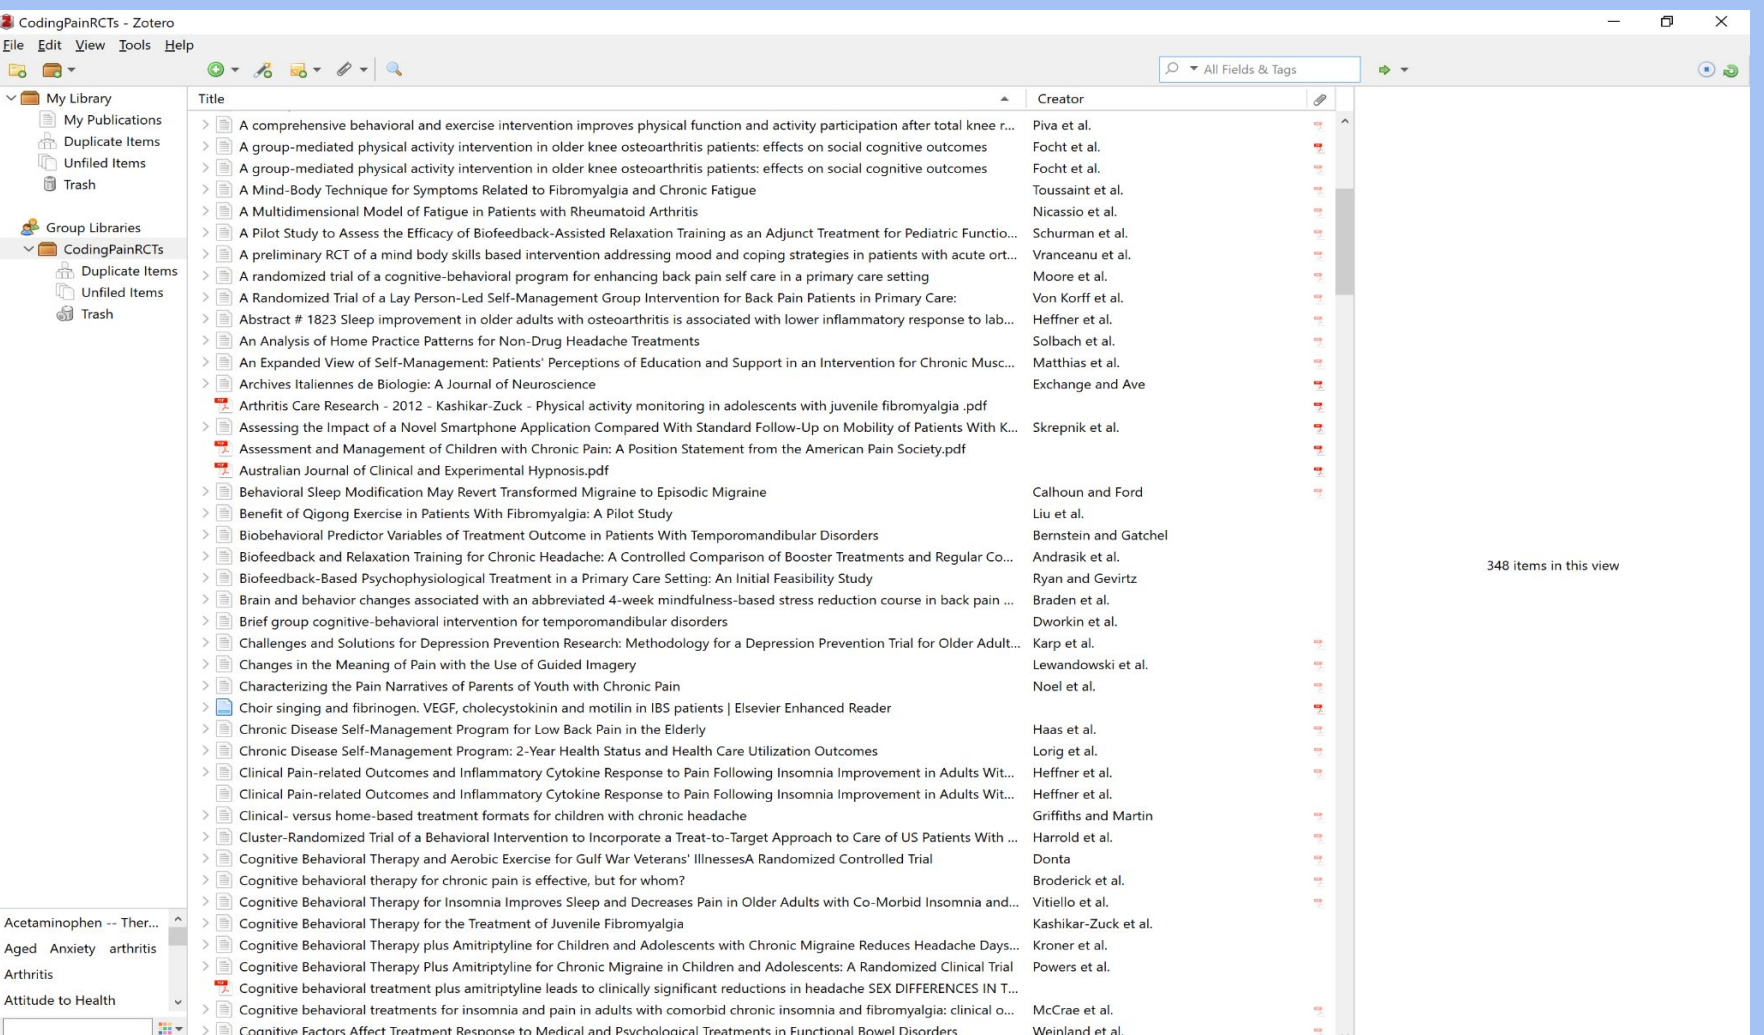 CodingPainRCTs - Zotero
File Edit View Tools Help
All Fields & Tags
My Library
My Publications
Duplicate Items
Unfiled Items
Trash
Group Libraries
CodingPainRCTs
Duplicate Items
Unfiled Items
Trash
Title Creator
A comprehensive behavioral and exercise intervention improves physical function and activity participation after total knee r... Piva et al.
A group-mediated physical activity intervention in older knee osteoarthritis patients: effects on social cognitive outcomes Focht et al.
A group-mediated physical activity intervention in older knee osteoarthritis patients: effects on social cognitive outcomes Focht et al.
A Mind-Body Technique for Symptoms Related to Fibromyalgia and Chronic Fatigue Toussaint et al.
A Multidimensional Model of Fatigue in Patients with Rheumatoid Arthritis Nicassio et al.
A Pilot Study to Assess the Efficacy of Biofeedback-Assisted Relaxation Training as an Adjunct Treatment for Pediatric Functio... Schurman et al.
A preliminary RCT of a mind body skills based intervention addressing mood and coping strategies in patients with acute ort... Vranceanu et al.
A randomized trial of a cognitive-behavioral program for enhancing back pain self care in a primary care setting Moore et al.
A Randomized Trial of a Lay Person-Led Self-Management Group Intervention for Back Pain Patients in Primary Care: Von Korff et al.
Abstract # 1823 Sleep improvement in older adults with osteoarthritis is associated with lower inflammatory response to lab... Heffner et al.
An Analysis of Home Practice Patterns for Non-Drug Headache Treatments Solbach et al.
An Expanded View of Self-Management: Patients' Perceptions of Education and Support in an Intervention for Chronic Musc... Matthias et al.
Archives Italiennes de Biologie: A Journal of Neuroscience Exchange and Ave
Arthritis Care Research - 2012 - Kashikar-Zuck - Physical activity monitoring in adolescents with juvenile fibromyalgia .pdf
Assessing the Impact of a Novel Smartphone Application Compared With Standard Follow-Up on Mobility of Patients With K... Skrepnik et al.
Assessment and Management of Children with Chronic Pain: A Position Statement from the American Pain Society.pdf
Australian Journal of Clinical and Experimental Hypnosis.pdf
Behavioral Sleep Modification May Revert Transformed Migraine to Episodic Migraine Calhoun and Ford
Benefit of Qigong Exercise in Patients With Fibromyalgia: A Pilot Study Liu et al.
Biobehavioral Predictor Variables of Treatment Outcome in Patients With Temporomandibular Disorders Bernstein and Gatchel
Biofeedback and Relaxation Training for Chronic Headache: A Controlled Comparison of Booster Treatments and Regular Co... Andrasik et al.
Biofeedback-Based Psychophysiological Treatment in a Primary Care Setting: An Initial Feasibility Study Ryan and Gevirtz
Brain and behavior changes associated with an abbreviated 4-week mindfulness-based stress reduction course in back pain ... Braden et al.
Brief group cognitive-behavioral intervention for temporomandibular disorders Dworkin et al.
Challenges and Solutions for Depression Prevention Research: Methodology for a Depression Prevention Trial for Older Adult... Karp et al.
Changes in the Meaning of Pain with the Use of Guided Imagery Lewandowski et al.
Characterizing the Pain Narratives of Parents of Youth with Chronic Pain Noel et al.
Choir singing and fibrinogen. VEGF, cholecystokinin and motilin in IBS patients | Elsevier Enhanced Reader
Chronic Disease Self-Management Program for Low Back Pain in the Elderly Haas et al.
Chronic Disease Self-Management Program: 2-Year Health Status and Health Care Utilization Outcomes Lorig et al.
Clinical Pain-related Outcomes and Inflammatory Cytokine Response to Pain Following Insomnia Improvement in Adults Wit... Heffner et al.
Clinical Pain-related Outcomes and Inflammatory Cytokine Response to Pain Following Insomnia Improvement in Adults Wit... Heffner et al.
Clinical- versus home-based treatment formats for children with chronic headache Griffiths and Martin
Cluster-Randomized Trial of a Behavioral Intervention to Incorporate a Treat-to-Target Approach to Care of US Patients With ... Harrold et al.
Cognitive Behavioral Therapy and Aerobic Exercise for Gulf War Veterans' IllnessesA Randomized Controlled Trial Donta
Cognitive behavioral therapy for chronic pain is effective, but for whom? Broderick et al.
Cognitive Behavioral Therapy for Insomnia Improves Sleep and Decreases Pain in Older Adults with Co-Morbid Insomnia and... Vitiello et al.
Cognitive Behavioral Therapy for the Treatment of Juvenile Fibromyalgia Kashikar-Zuck et al.
Cognitive Behavioral Therapy plus Amitriptyline for Children and Adolescents with Chronic Migraine Reduces Headache Days... Kroner et al.
Cognitive Behavioral Therapy Plus Amitriptyline for Chronic Migraine in Children and Adolescents: A Randomized Clinical Trial Powers et al.
Cognitive behavioral treatment plus amitriptyline leads to clinically significant reductions in headache SEX DIFFERENCES IN T...
Cognitive behavioral treatments for insomnia and pain in adults with comorbid chronic insomnia and fibromyalgia: clinical o... McCrae et al.
Cognitive Factors Affect Treatment Response to Medical and Psychological Treatments in Functional Bowel Disorders Weinland et al.
348 items in this view
Acetaminophen -- Ther...
Aged Anxiety arthritis
Arthritis
Attitude to Health